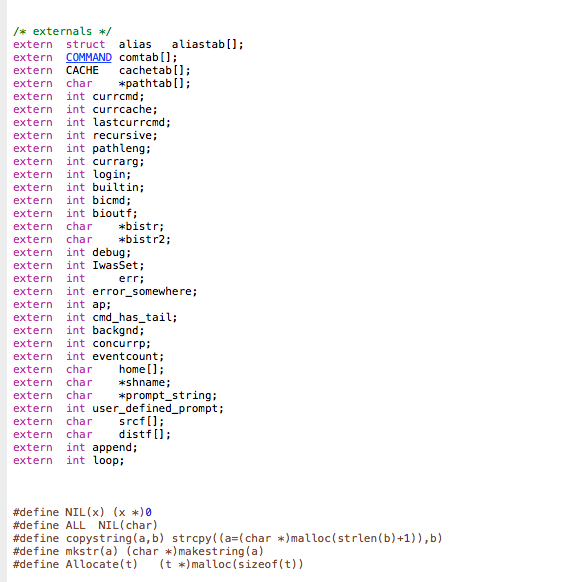 /* externals */
extern  struct  alias   aliastab[];
extern  COMMAND comtab[];
extern  CACHE   cachetab[];
extern  char    *pathtab[];
extern  int currcmd;
extern  int currcache;
extern  int lastcurrcmd;
extern  int recursive;
extern  int pathleng;
extern  int currarg;
extern  int login;
extern  int builtin;
extern  int bicmd;
extern  int bioutf;
extern  char    *bistr;
extern  char    *bistr2;
extern  int debug;
extern  int IwasSet;
extern  int     err;
extern  int error_somewhere;
extern  int ap;
extern  int cmd_has_tail;
extern  int backgnd;
extern  int concurrp;
extern  int eventcount;
extern  char    home[];
extern  char    *shname;
extern  char    *prompt_string;
extern  int user_defined_prompt;
extern  char    srcf[];
extern  char    distf[];
extern  int append;
extern  int loop;
#define NIL(x) (x *)0
#define ALL  NIL(char)
#define copystring(a,b) strcpy((a=(char *)malloc(strlen(b)+1)),b)
#define mkstr(a) (char *)makestring(a)
#define Allocate(t)   (t *)malloc(sizeof(t))